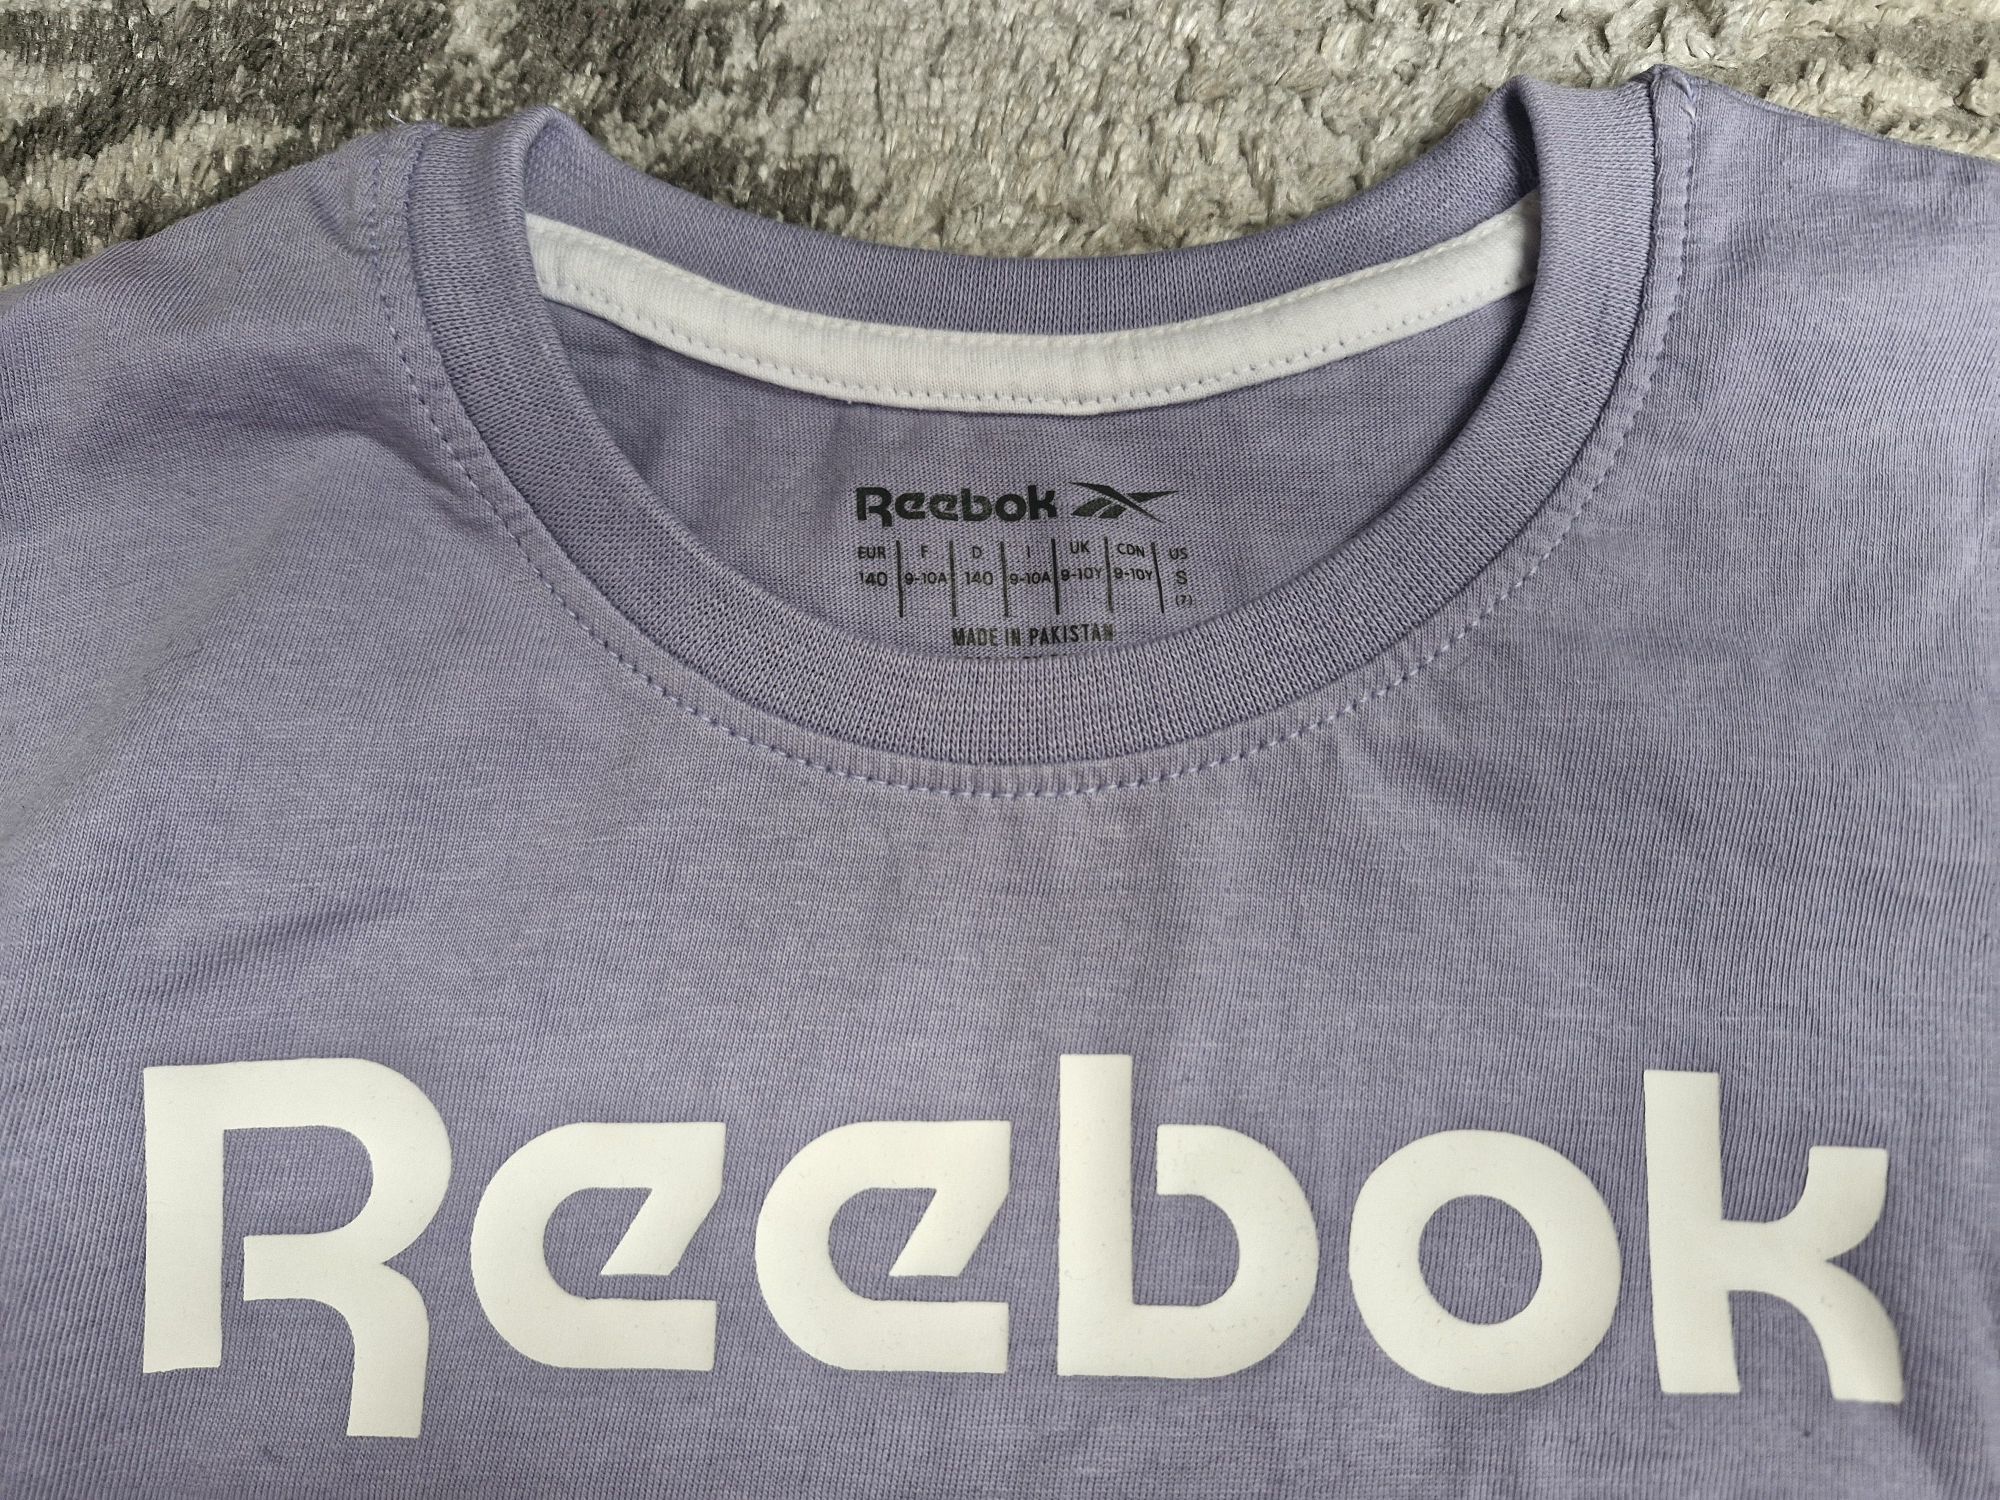 Reebok
EUR F D I UK CDN US
140 9-10A 140 9-10A 9-10Y 9-10Y S
(7)
MADE IN PAKISTAN
Reebok